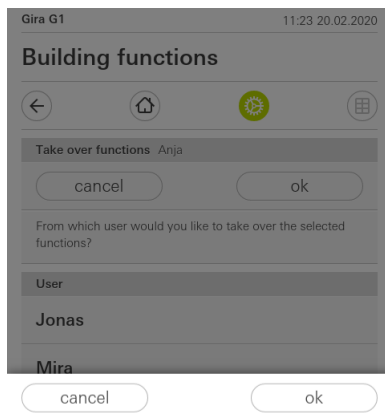 Gira G1 11:23 20.02.2020
Building functions
Take over functions Anja
cancel ok
From which user would you like to take over the selected
functions?
User
Jonas
Mira
cancel ok